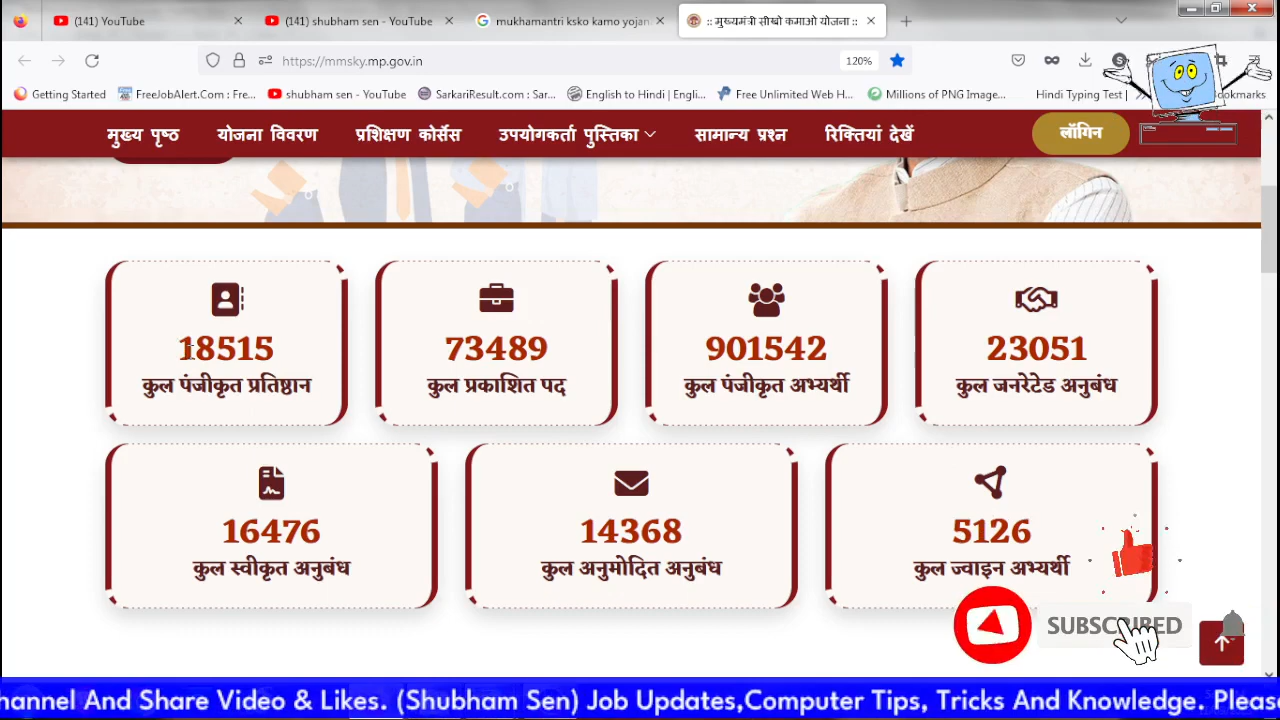 (141) YouTube
(141) shubham sen - YouTube
mukhamantri ksko kamo yojan
:: मुख्यमंत्री सीखो कमाओ योजना ::
https://mmsky.mp.gov.in
120%
Getting Started
FreeJobAlert.Com : Fre...
shubham sen - YouTube
SarkariResult.com : Sar...
English to Hindi | Engli...
Free Unlimited Web H...
Millions of PNG Image...
Hindi Typing Test |
okmarks
मुख्य पृष्ठ
योजना विवरण
प्रशिक्षण कोर्सेस
उपयोगकर्ता पुस्तिका
सामान्य प्रश्न
रिक्तियां देखें
लॉगिन
18515
73489
901542
23051
कुल पंजीकृत प्रतिष्ठान
कुल प्रकाशित पद
कुल पंजीकृत अभ्यर्थी
कुल जनरेटेड अनुबंध
16476
14368
5126
कुल स्वीकृत अनुबंध
कुल अनुमोदित अनुबंध
कुल ज्वाइन अभ्यर्थी
SUBSCRIBED
hannel And Share Video & Likes. (Shubham Sen) Job Updates,Computer Tips, Tricks And Knowledge. Pleas